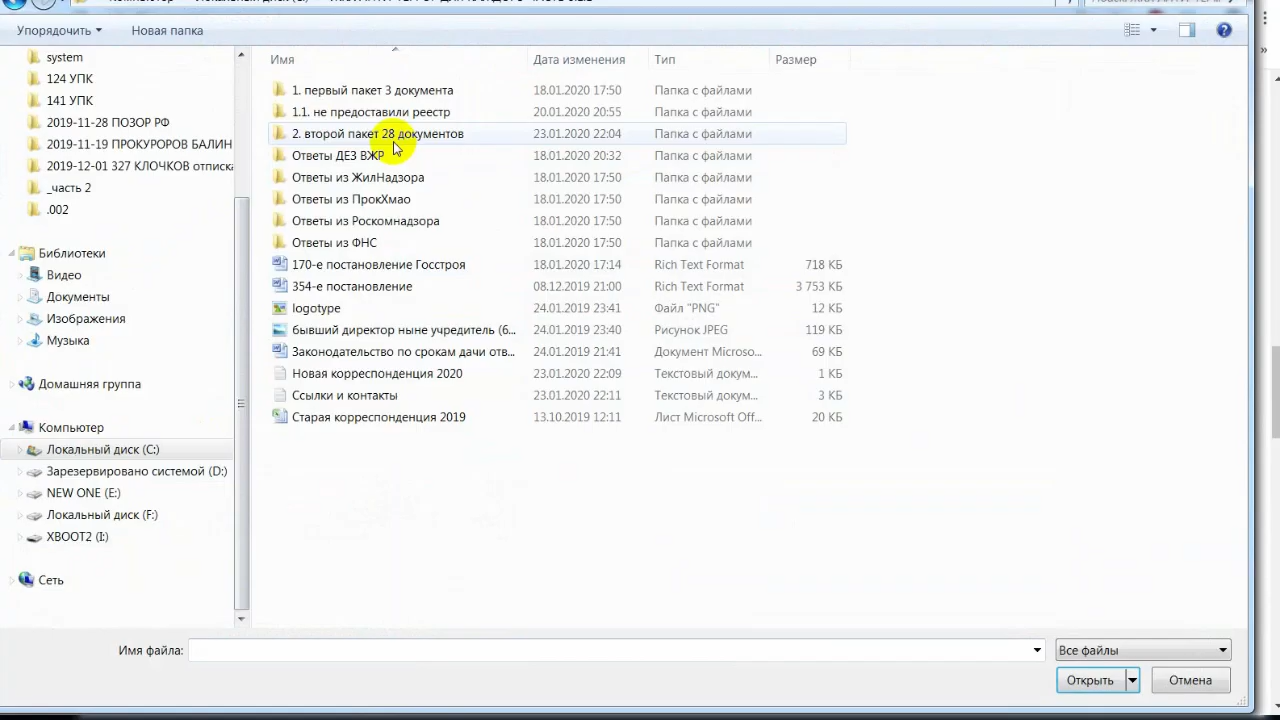 Упорядочить
Новая папка
system
124 УПК
141 УПК
2019-11-28 ПОЗОР РФ
2019-11-19 ПРОКУРОРОВ БАЛИН
2019-12-01 327 КЛОЧКОВ отписка
_часть 2
.002
Библиотеки
Видео
Документы
Изображения
Музыка
Домашняя группа
Компьютер
Локальный диск (C:)
Зарезервировано системой (D:)
NEW ONE (E:)
Локальный диск (F:)
XBOOT2 (I:)
Сеть
Имя Дата изменения Тип Размер
1. первый пакет 3 документа 18.01.2020 17:50 Папка с файлами
1.1. не предоставили реестр 20.01.2020 20:55 Папка с файлами
2. второй пакет 28 документов 23.01.2020 22:04 Папка с файлами
Ответы ДЕЗ ВЖР 18.01.2020 20:32 Папка с файлами
Ответы из ЖилНадзора 18.01.2020 17:50 Папка с файлами
Ответы из ПрокХмао 18.01.2020 17:50 Папка с файлами
Ответы из Роскомнадзора 18.01.2020 17:50 Папка с файлами
Ответы из ФНС 18.01.2020 17:50 Папка с файлами
170-е постановление Госстроя 18.01.2020 17:14 Rich Text Format 718 КБ
354-е постановление 08.12.2019 21:00 Rich Text Format 3 753 КБ
logotype 24.01.2019 23:41 Файл "PNG" 12 КБ
бывший директор ныне учредитель (6... 24.01.2019 23:40 Рисунок JPEG 119 КБ
Законодательство по срокам дачи отв... 24.01.2019 21:41 Документ Microso... 69 КБ
Новая корреспонденция 2020 23.01.2020 22:09 Текстовый докум... 1 КБ
Ссылки и контакты 23.01.2020 22:11 Текстовый докум... 3 КБ
Старая корреспонденция 2019 13.10.2019 12:11 Лист Microsoft Off... 20 КБ
Имя файла:
Все файлы
Открыть
Отмена